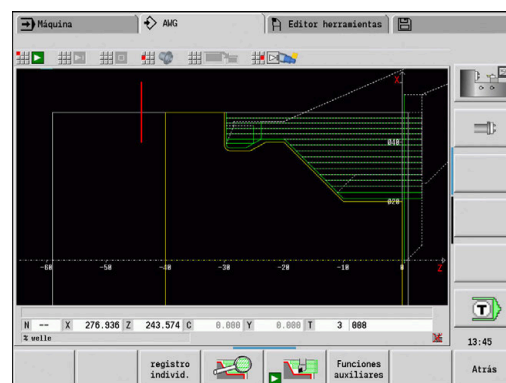 Máquina AWG Editor herramientas
X
Ø40
Ø20
-60 -50 -40 -30 -20 -10 0 Z
N -- X 276.936 Z 243.574 C 0.000 Y 0.000 T 3 000
% welle
T
13:45
registro individ. Funciones auxiliares Atrás